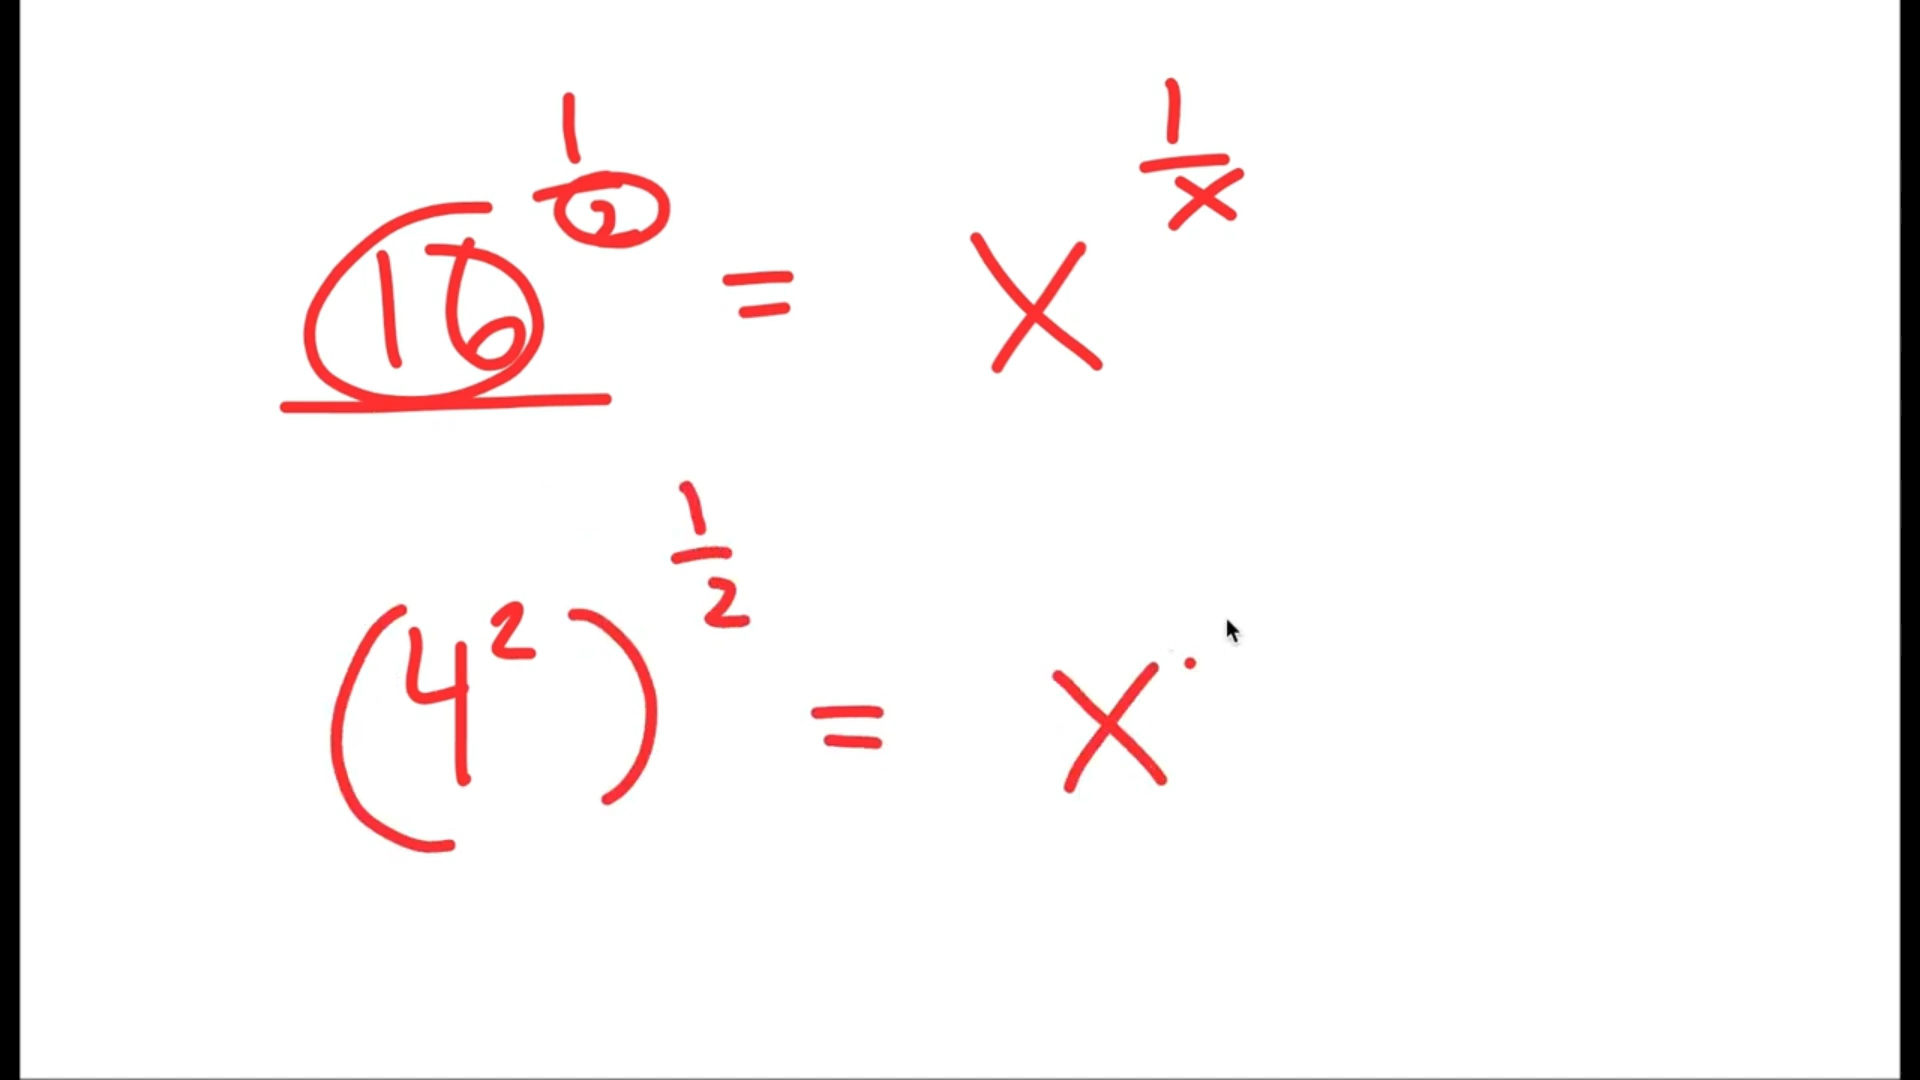 16^(1/2) = x^(1/x)
(4^2)^(1/2) = x